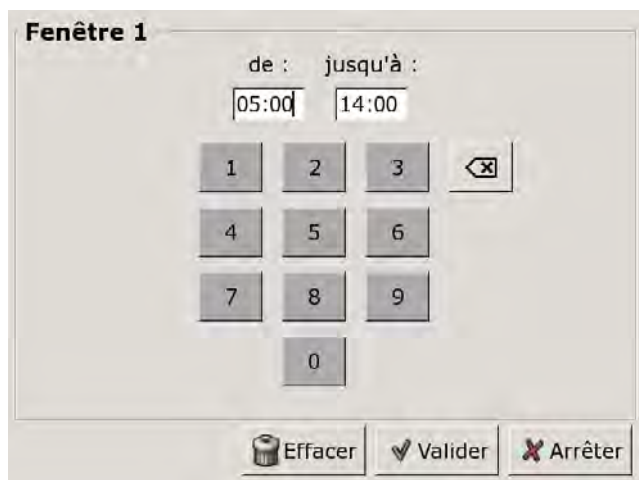 Fenêtre 1
de : jusqu'à :
05:00 14:00
1 2 3
4 5 6
7 8 9
0
Effacer Valider Arrêter